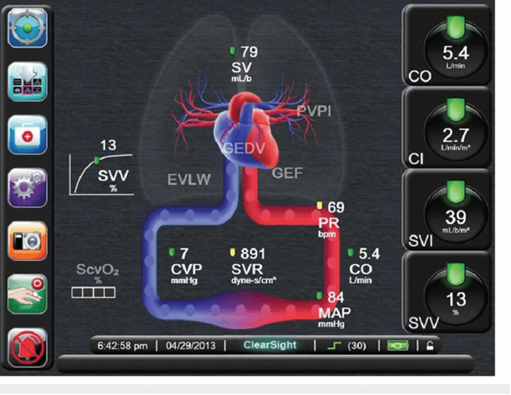 79
SV
mL/b
PVPI
GEDV
EVLW
GEF
13
SVV
%
69
PR
bpm
7
CVP
mmHg
891
SVR
dyne-s/cm⁵
5.4
CO
L/min
ScvO₂
%
84
MAP
mmHg
5.4
L/min
CO
2.7
L/min/m²
CI
39
mL/b/m²
SVI
13
%
SVV
6:42:58 pm | 04/29/2013 | ClearSight | (30) | |